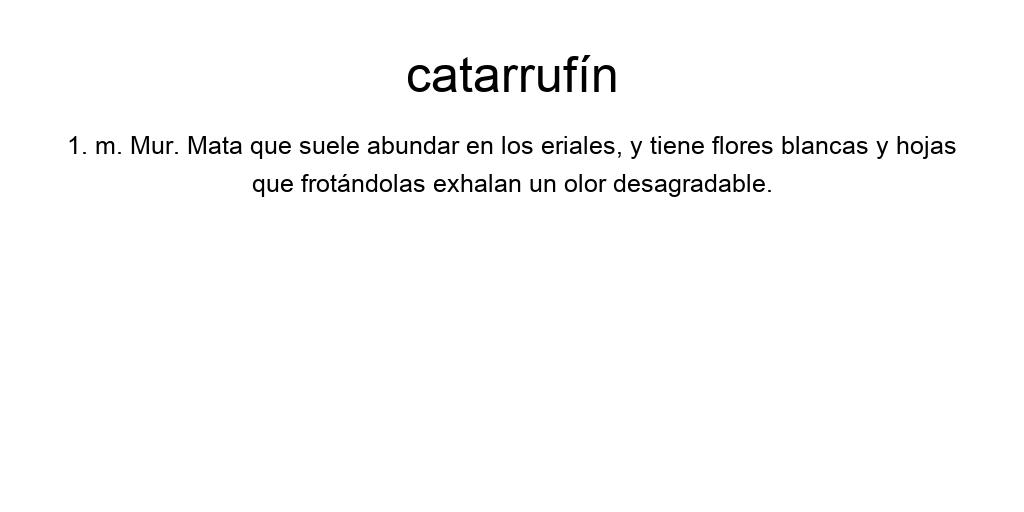 catarrufín
1. m. Mur. Mata que suele abundar en los eriales, y tiene flores blancas y hojas
que frotándolas exhalan un olor desagradable.